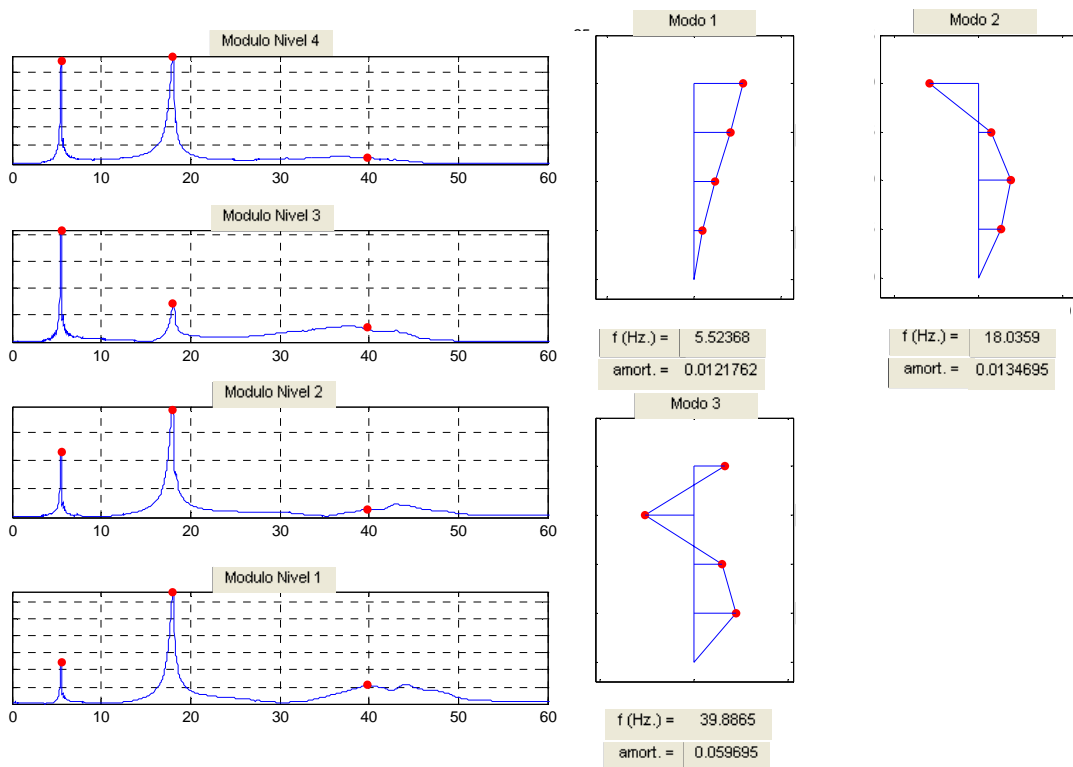 Modulo Nivel 4
0 10 20 30 40 50 60
Modulo Nivel 3
0 10 20 30 40 50 60
Modulo Nivel 2
0 10 20 30 40 50 60
Modulo Nivel 1
0 10 20 30 40 50 60
Modo 1
f (Hz.) = 5.52368
amort. = 0.0121762
Modo 2
f (Hz.) = 18.0359
amort. = 0.0134695
Modo 3
f (Hz.) = 39.8865
amort. = 0.059695